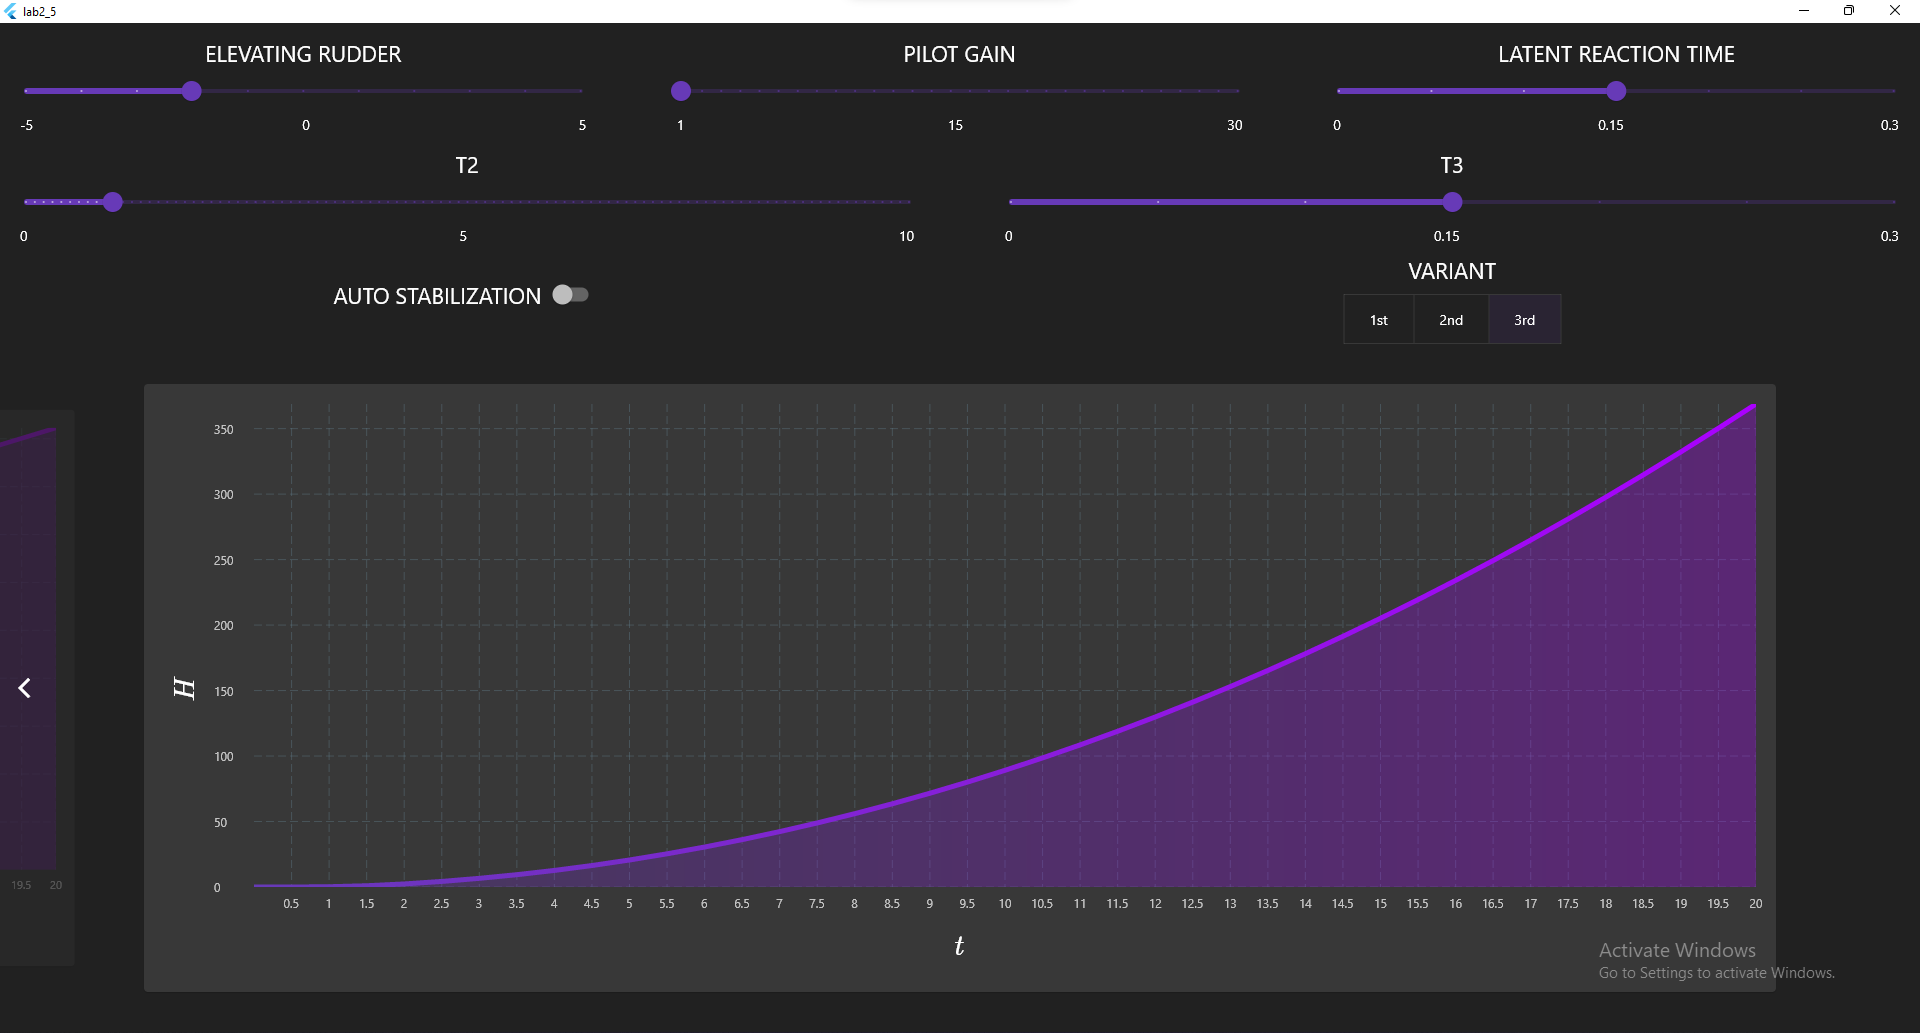 lab2_5
ELEVATING RUDDER PILOT GAIN LATENT REACTION TIME
-5 0 5 1 15 30 0 0.15 0.3
T2 T3
0 5 10 0 0.15 0.3
VARIANT
AUTO STABILIZATION
1st 2nd 3rd
350
300
250
200
H 150
100
50
0
19.5 20
0.5 1 1.5 2 2.5 3 3.5 4 4.5 5 5.5 6 6.5 7 7.5 8 8.5 9 9.5 10 10.5 11 11.5 12 12.5 13 13.5 14 14.5 15 15.5 16 16.5 17 17.5 18 18.5 19 19.5 20
t
Activate Windows
Go to Settings to activate Windows.